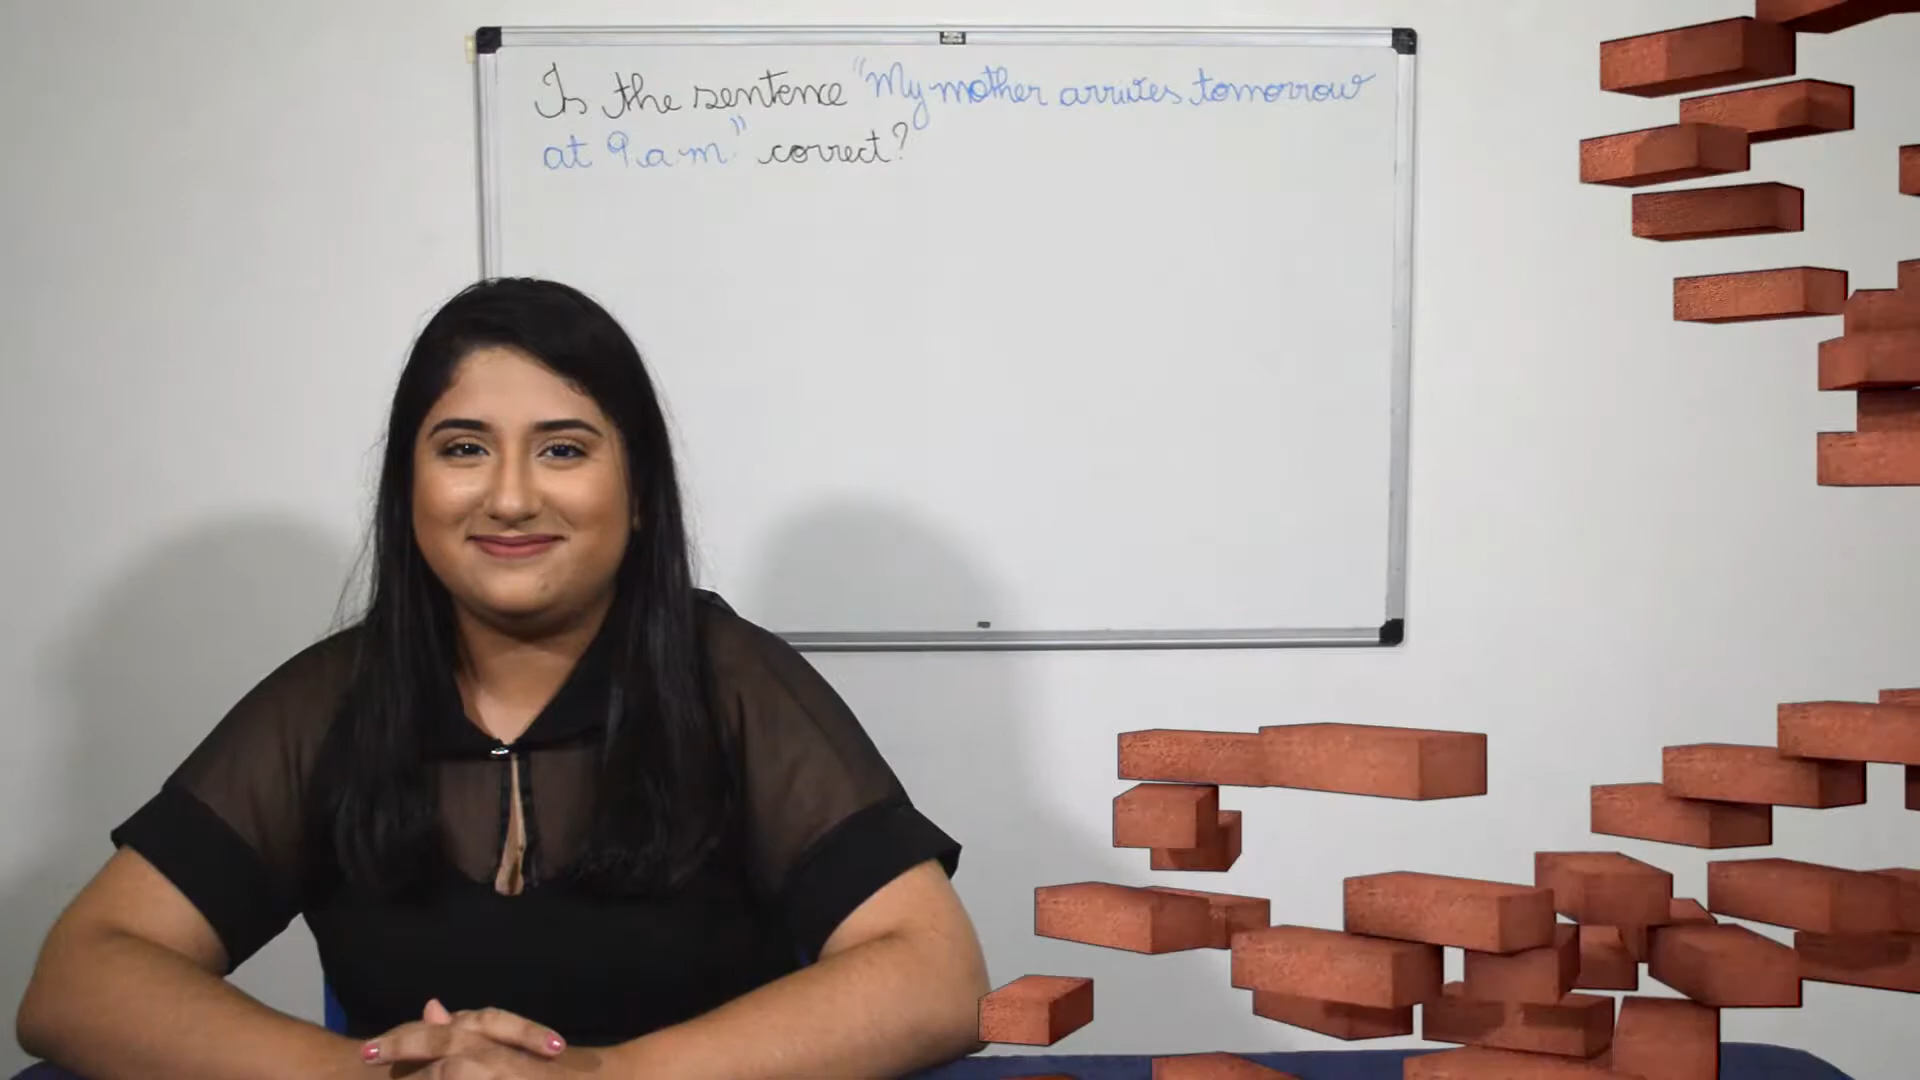 Is the sentence "My mother arrives tomorrow
at 9 a.m." correct?